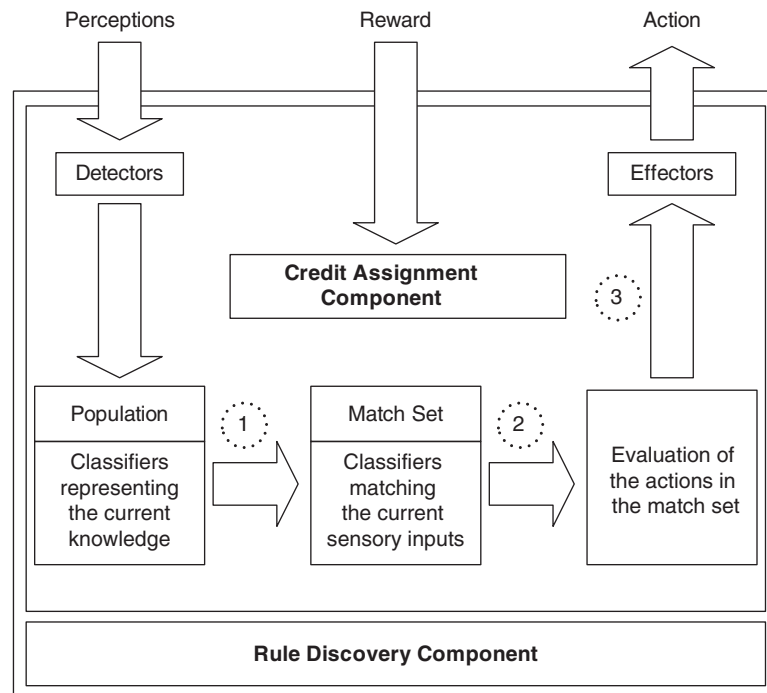 Perceptions
Reward
Action
Detectors
Effectors
Credit Assignment
Component
3
Population
1
Match Set
2
Classifiers
representing
the current
knowledge
Classifiers
matching
the current
sensory inputs
Evaluation of
the actions in
the match set
Rule Discovery Component